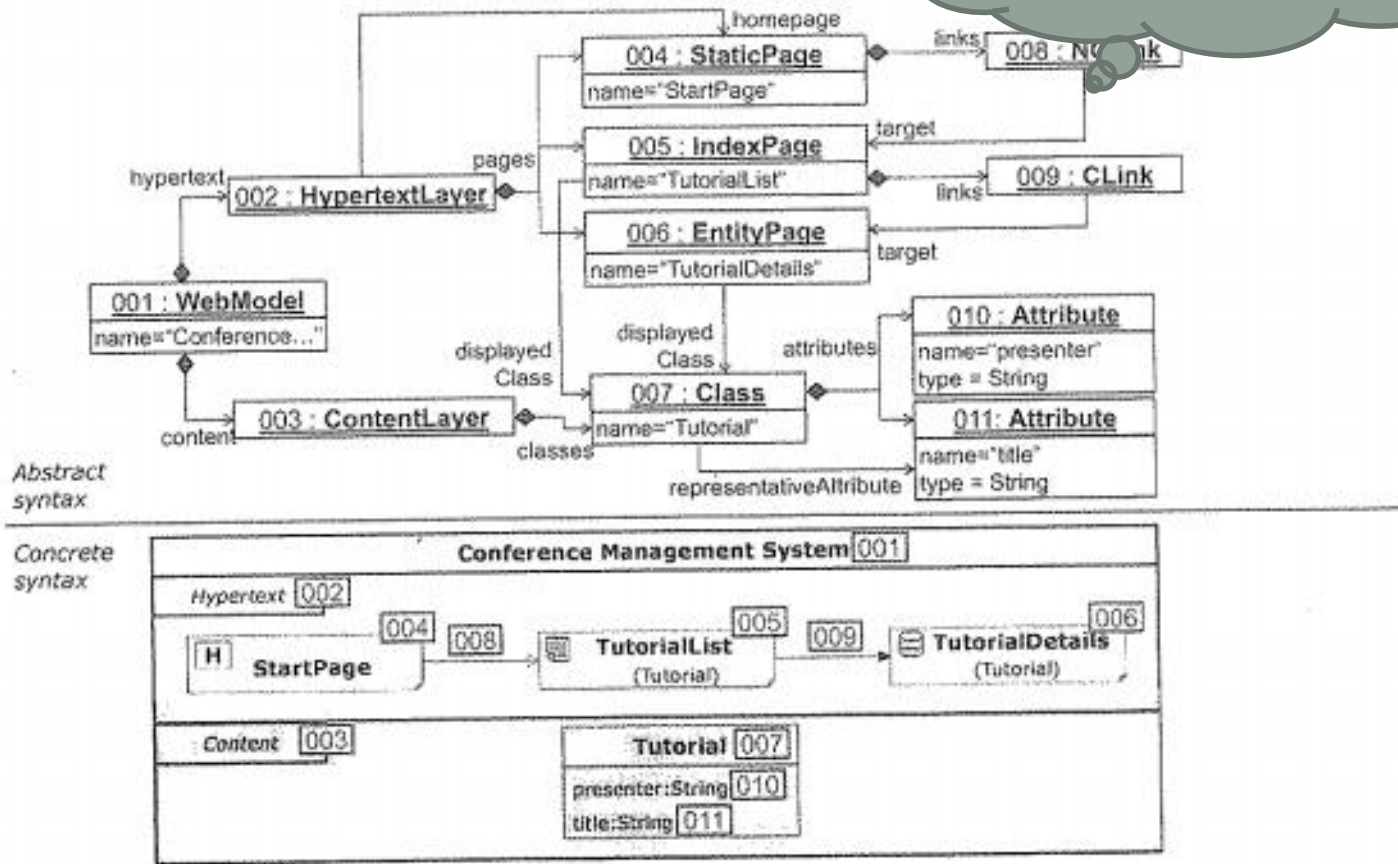 homepage
004 : StaticPage
name="StartPage"
links
008 :
target
005 : IndexPage
name="TutorialList"
pages
hypertext
002 : HypertextLayer
links
009 : CLink
006 : EntityPage
name="TutorialDetails"
target
001 : WebModel
name="Conference..."
displayed
Class
displayed
Class
attributes
010 : Attribute
name="presenter"
type = String
007 : Class
name="Tutorial"
003 : ContentLayer
content
classes
011: Attribute
name="title"
type = String
representativeAttribute
Abstract
syntax
Concrete
syntax
Conference Management System 001
Hypertext 002
004
H
StartPage
008
005
TutorialList
(Tutorial)
009
006
TutorialDetails
(Tutorial)
Content 003
Tutorial 007
presenter:String 010
title:String 011